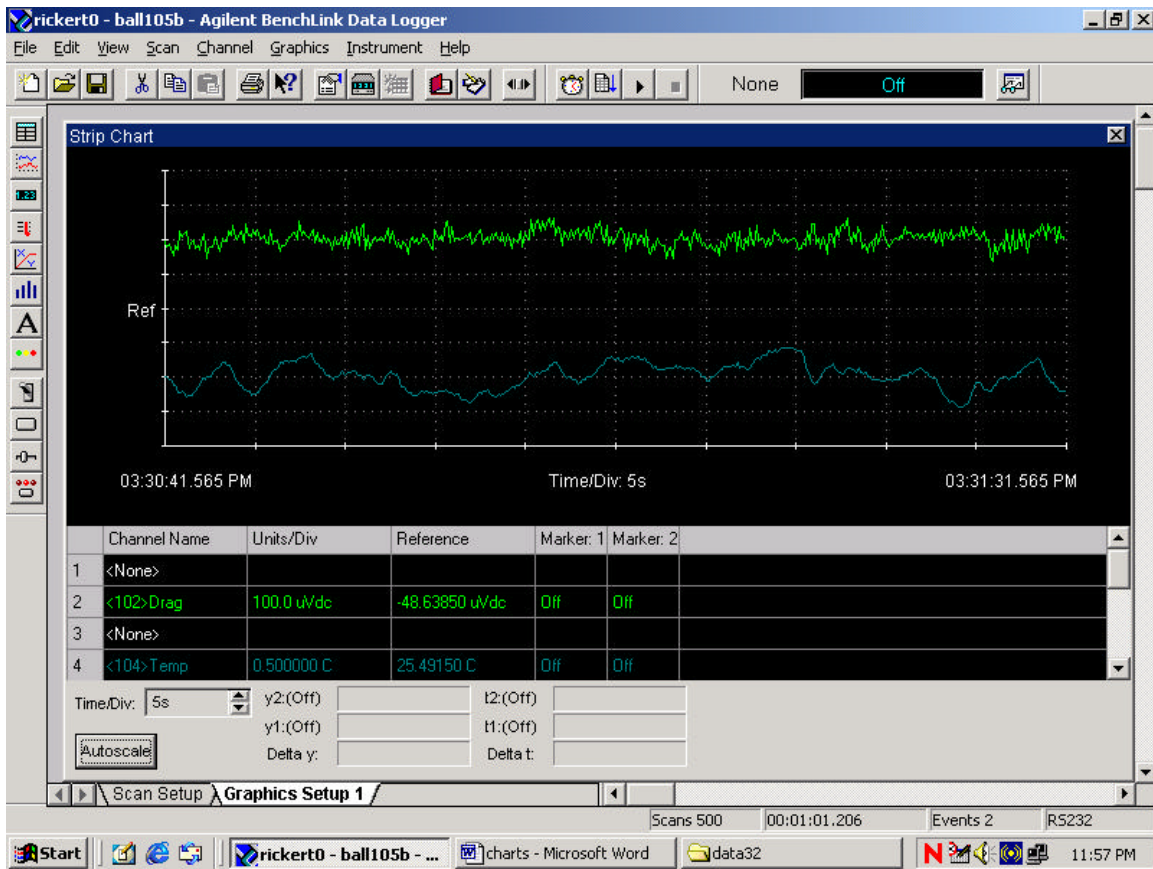 rickert0 - ball105b - Agilent BenchLink Data Logger
File Edit View Scan Channel Graphics Instrument Help
None Off
1.23
X
Y
A
Strip Chart
Ref
03:30:41.565 PM Time/Div: 5s 03:31:31.565 PM
Channel Name Units/Div Reference Marker: 1 Marker: 2
1 <None>
2 <102>Drag 100.0 uVdc -48.63850 uVdc Off Off
3 <None>
4 <104>Temp 0.500000 C 25.49150 C Off Off
Time/Div: 5s y2:(Off) t2:(Off)
y1:(Off) t1:(Off)
Autoscale Delta y: Delta t:
Scan Setup Graphics Setup 1
Scans 500 00:01:01.206 Events 2 RS232
Start rickert0 - ball105b - ... charts - Microsoft Word data32 N 11:57 PM